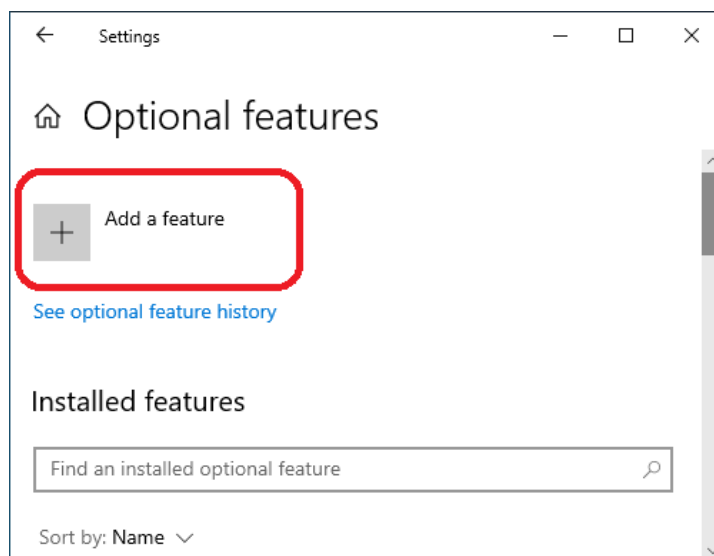 Settings
Optional features
Add a feature
See optional feature history
Installed features
Find an installed optional feature
Sort by: Name